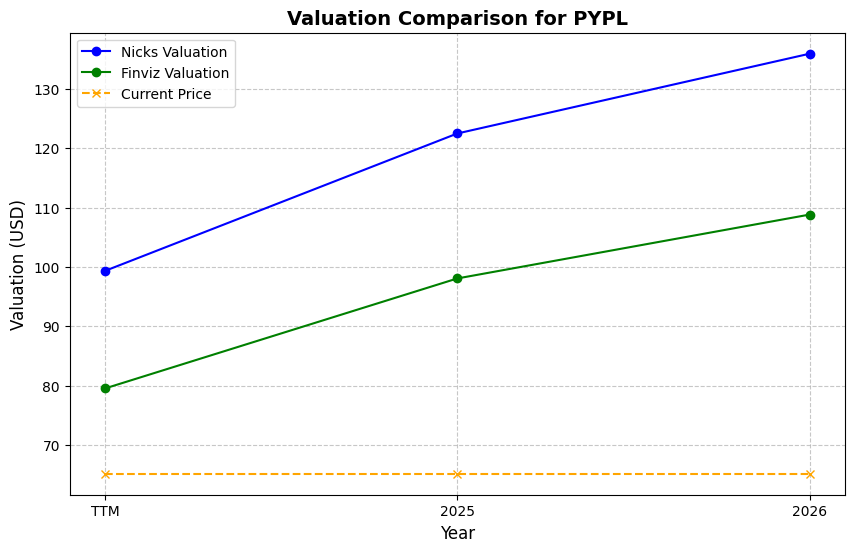 Valuation Comparison for PYPL
Nicks Valuation
Finviz Valuation
Current Price
Valuation (USD)
130
120
110
100
90
80
70
TTM
2025
2026
Year